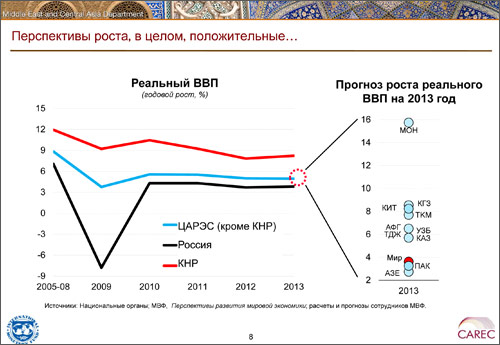 Middle East and Central Asia Department
Перспективы роста, в целом, положительные…
Реальный ВВП
(годовой рост, %)
15
12
9
6
3
0
-3
-6
-9
2005-08
2009
2010
2011
2012
2013
ЦАРЭС (кроме КНР)
Россия
КНР
Прогноз роста реального
ВВП на 2013 год
16
14
12
10
8
6
4
2
МОН
КИТ
КГЗ
ТКМ
АФГ
ТДЖ
УЗБ
КАЗ
Мир
ПАК
АЗЕ
2013
Источники: Национальные органы, МВФ, Перспективы развития мировой экономики; расчеты и прогнозы сотрудников МВФ.
8
CAREC